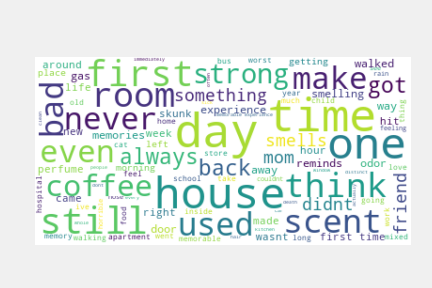 around
bus
worst
getting
immediately
place
gas
first
strong
walked
life
make
got
smelling
old
bad
room
something
year
child
way
never
skunk
store
hit
new
home
experience
time
feeling
memories
week
day
smells
one
even
always
cat
left
mom
hour
perfume
morning
back
away
reminds
odor
love
feel
school
house
think
coffee
hospital
came
food
right
inside
used
made
didnt
scent
friend
going
work
still
door
memory
walking
apartment
went
memorable
wasnt
long
first time
mixed